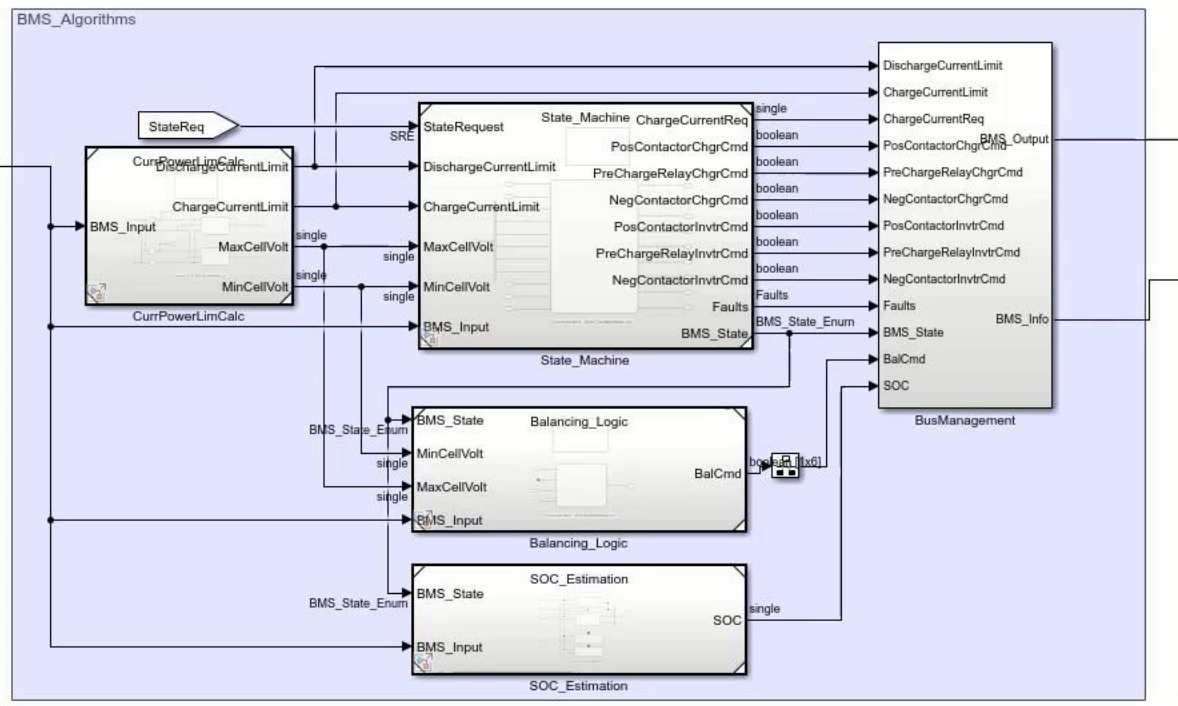 BMS_Algorithms
StateReq
CurrPowerLimCalc
BMS_Input
DischargeCurrentLimit
ChargeCurrentLimit
MaxCellVolt
MinCellVolt
CurrPowerLimCalc
single
single
SRE
single
single
State_Machine
StateRequest
DischargeCurrentLimit
ChargeCurrentLimit
MaxCellVolt
MinCellVolt
BMS_Input
ChargeCurrentReq
PosContactorChgrCmd
PreChargeRelayChgrCmd
NegContactorChgrCmd
PosContactorInvtrCmd
PreChargeRelayInvtrCmd
NegContactorInvtrCmd
Faults
BMS_State
State_Machine
single
boolean
boolean
boolean
boolean
boolean
boolean
Faults
BMS_State_Enum
DischargeCurrentLimit
ChargeCurrentLimit
ChargeCurrentReq
PosContactorChgrCmd
PreChargeRelayChgrCmd
NegContactorChgrCmd
PosContactorInvtrCmd
PreChargeRelayInvtrCmd
NegContactorInvtrCmd
Faults
BMS_State
BalCmd
SOC
BMS_Output
BMS_Info
BusManagement
BMS_State_Enum
single
single
Balancing_Logic
BMS_State
MinCellVolt
MaxCellVolt
BMS_Input
BalCmd
boolean [1x6]
Balancing_Logic
BMS_State_Enum
SOC_Estimation
BMS_State
BMS_Input
SOC
single
SOC_Estimation